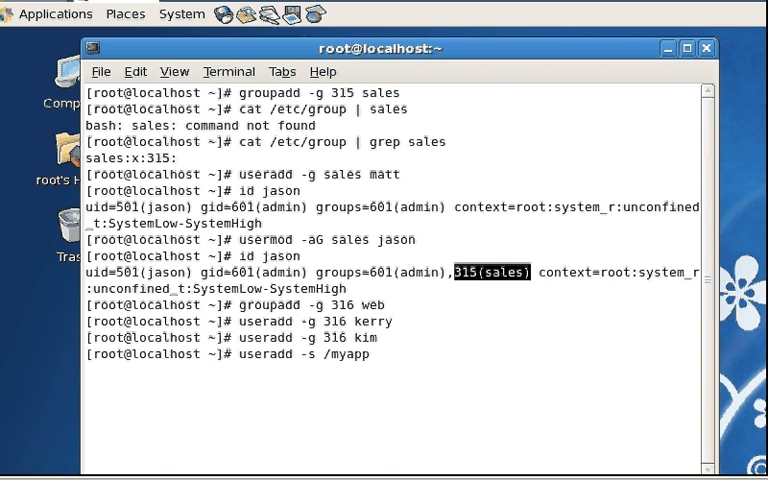 Applications Places System
root@localhost:~
File Edit View Terminal Tabs Help
Comp
root's H
Tras
[root@localhost ~]# groupadd -g 315 sales
[root@localhost ~]# cat /etc/group | sales
bash: sales: command not found
[root@localhost ~]# cat /etc/group | grep sales
sales:x:315:
[root@localhost ~]# useradd -g sales matt
[root@localhost ~]# id jason
uid=501(jason) gid=601(admin) groups=601(admin) context=root:system_r:unconfined
_t:SystemLow-SystemHigh
[root@localhost ~]# usermod -aG sales jason
[root@localhost ~]# id jason
uid=501(jason) gid=601(admin) groups=601(admin),315(sales) context=root:system_r
:unconfined_t:SystemLow-SystemHigh
[root@localhost ~]# groupadd -g 316 web
[root@localhost ~]# useradd -g 316 kerry
[root@localhost ~]# useradd -g 316 kim
[root@localhost ~]# useradd -s /myapp